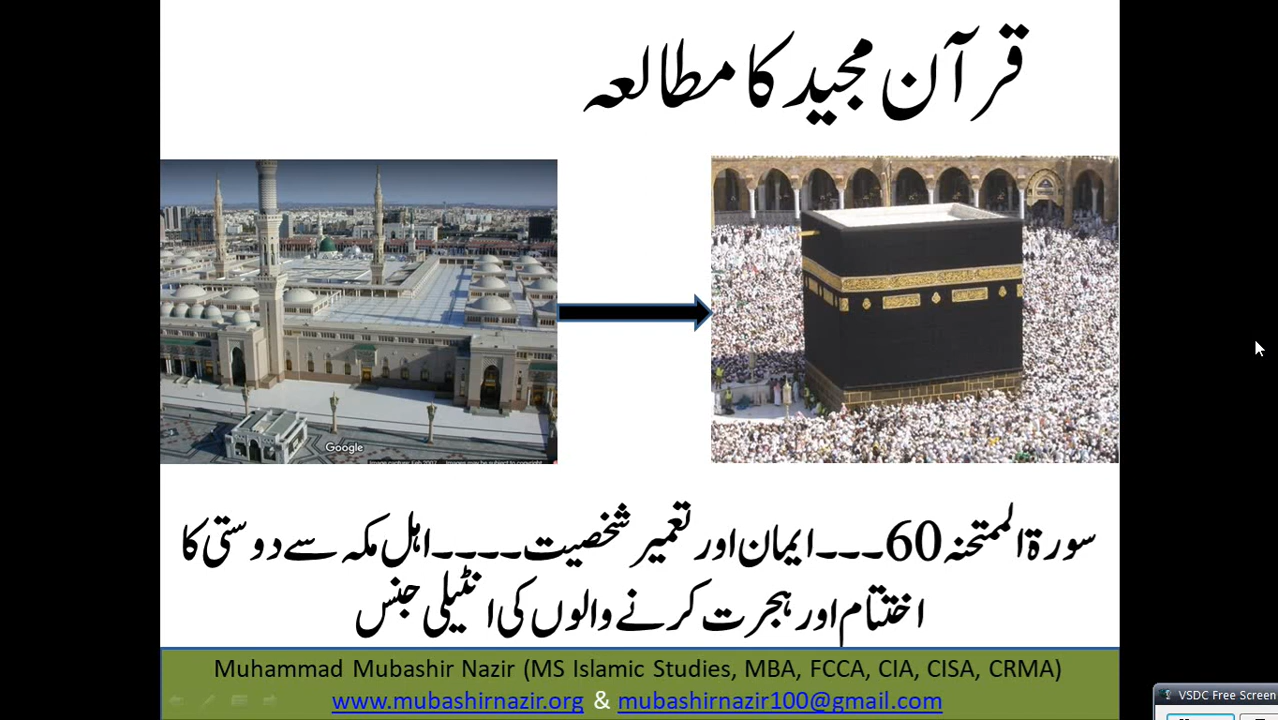 قرآن مجید کا مطالعہ
Google
سورۃ الممتحنہ 60۔۔۔ایمان اور تعمیر شخصیت۔۔۔۔اہل مکہ سے دوستی کا
اختتام اور ہجرت کرنے والوں کی انٹیلی جنس
Muhammad Mubashir Nazir (MS Islamic Studies, MBA, FCCA, CIA, CISA, CRMA)
www.mubashirnazir.org & mubashirnazir100@gmail.com
VSDC Free Screen